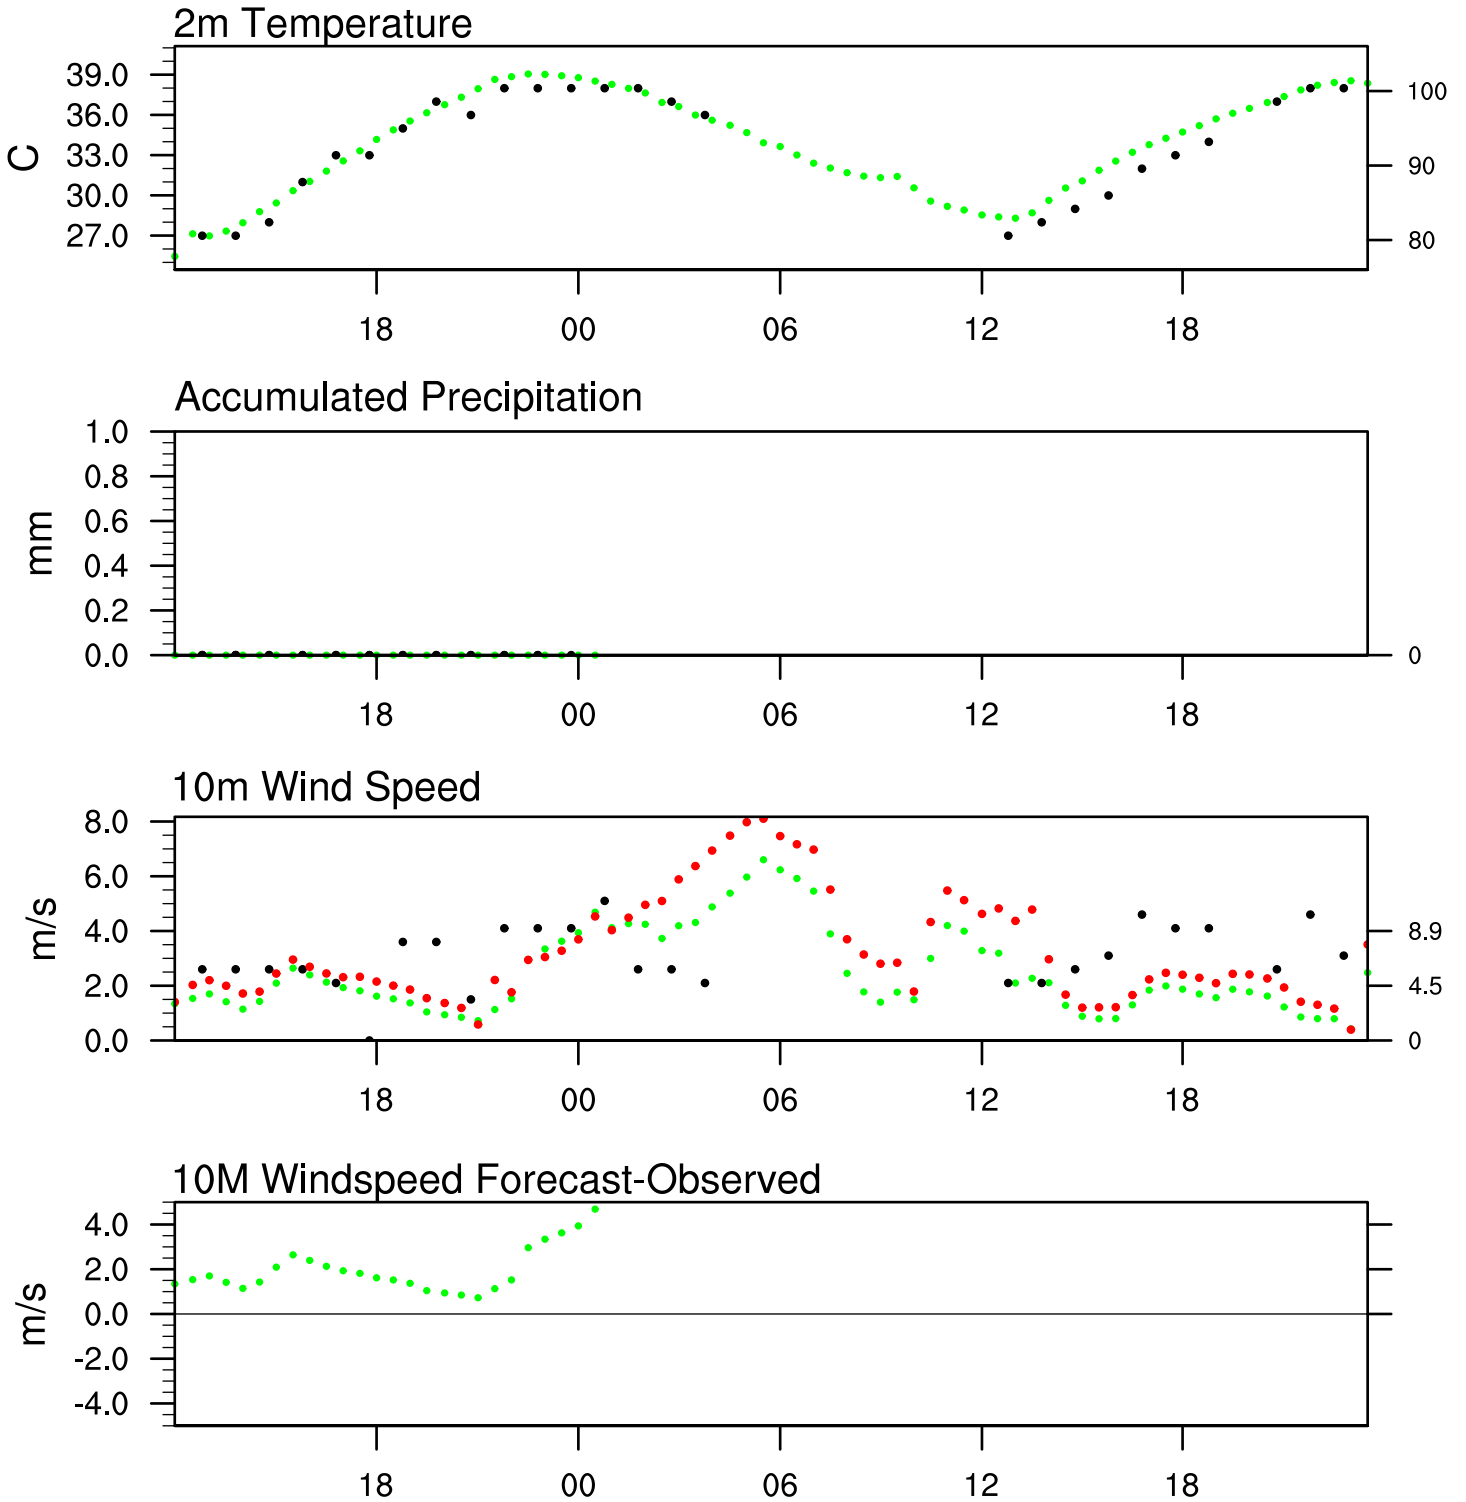 2m Temperature
39.0
36.0
33.0
30.0
27.0
C
100
90
80
18 00 06 12 18
Accumulated Precipitation
1.0
0.8
0.6
0.4
0.2
0.0
mm
0
18 00 06 12 18
10m Wind Speed
8.0
6.0
4.0
2.0
0.0
m/s
8.9
4.5
0
18 00 06 12 18
10M Windspeed Forecast-Observed
4.0
2.0
0.0
-2.0
-4.0
m/s
18 00 06 12 18